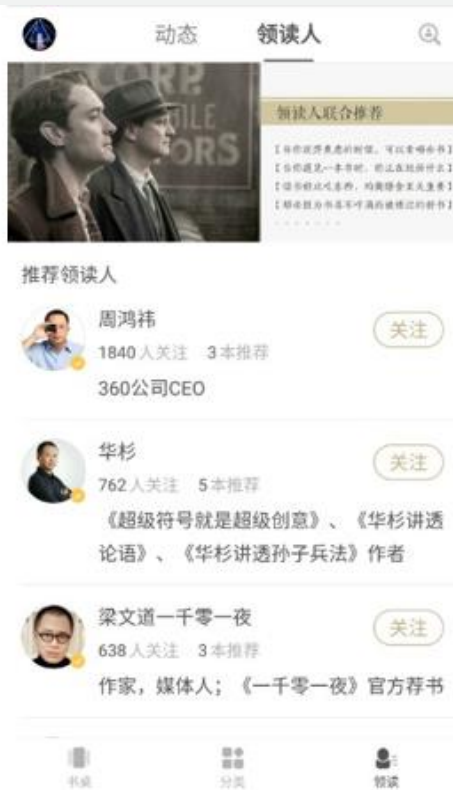 动态
领读人
CORP.
MILE
ORS
领读人联合推荐
推荐领读人
周鸿祎
关注
1840人关注 3本推荐
360公司CEO
华杉
关注
762人关注 5本推荐
《超级符号就是超级创意》、《华杉讲透
论语》、《华杉讲透孙子兵法》作者
梁文道一千零一夜
关注
638人关注 3本推荐
作家，媒体人；《一千零一夜》官方荐书
书桌
分类
领读